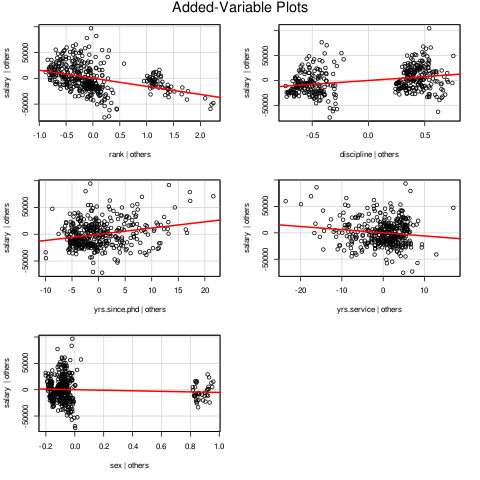 Added-Variable Plots
salary | others
50000
0
-50000
-1.0 -0.5 0.0 0.5 1.0 1.5 2.0
rank | others
salary | others
50000
0
-50000
-0.5 0.0 0.5
discipline | others
salary | others
50000
0
-50000
-10 -5 0 5 10 15 20
yrs.since.phd | others
salary | others
50000
0
-50000
-20 -10 0 10
yrs.service | others
salary | others
50000
0
-50000
-0.2 0.0 0.2 0.4 0.6 0.8 1.0
sex | others